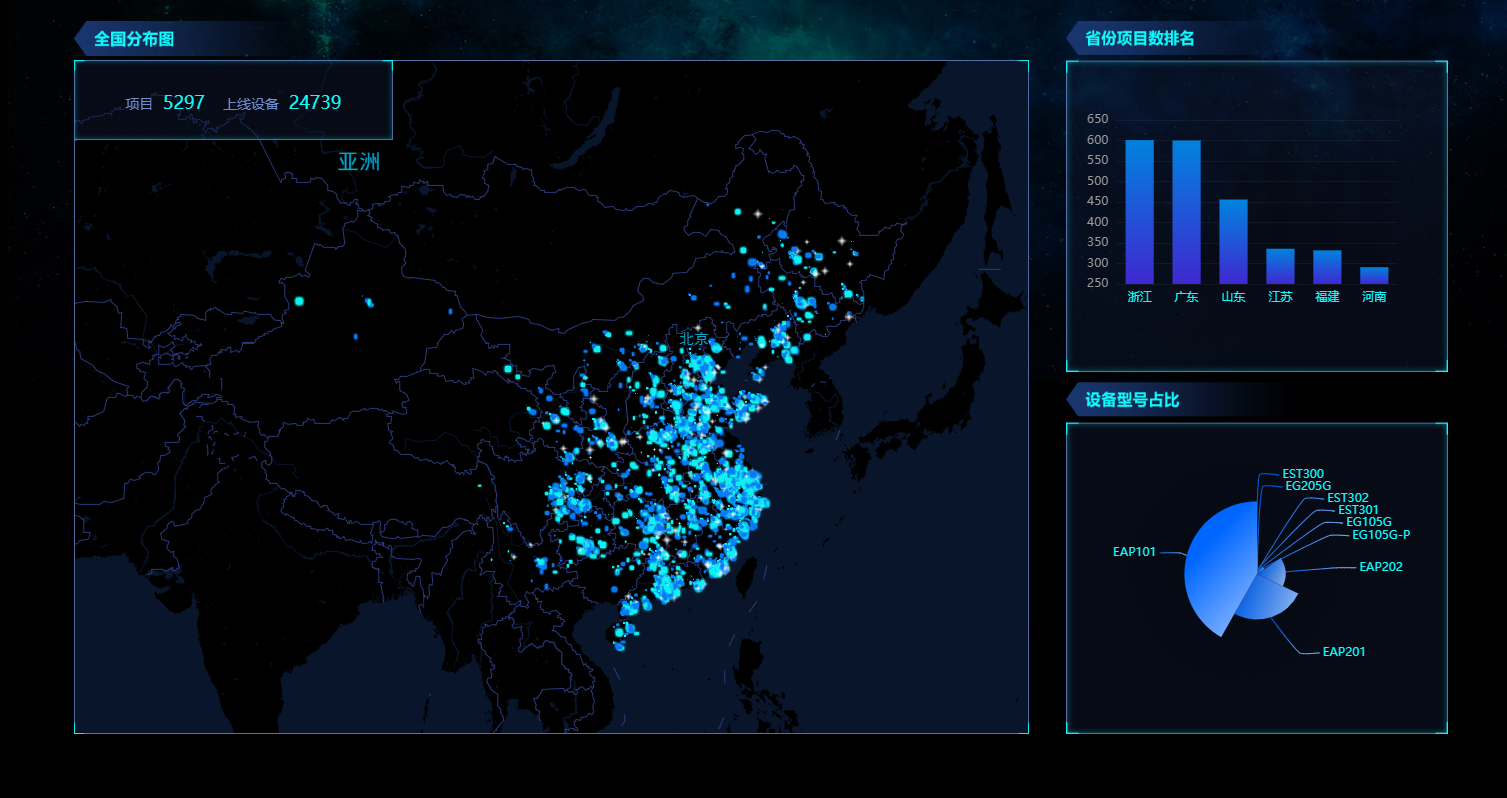 全国分布图
项目 5297 上线设备 24739
亚洲
北京
省份项目数排名
650
600
550
500
450
400
350
300
250
浙江 广东 山东 江苏 福建 河南
设备型号占比
EST300
EG205G
EST302
EST301
EG105G
EG105G-P
EAP101
EAP202
EAP201